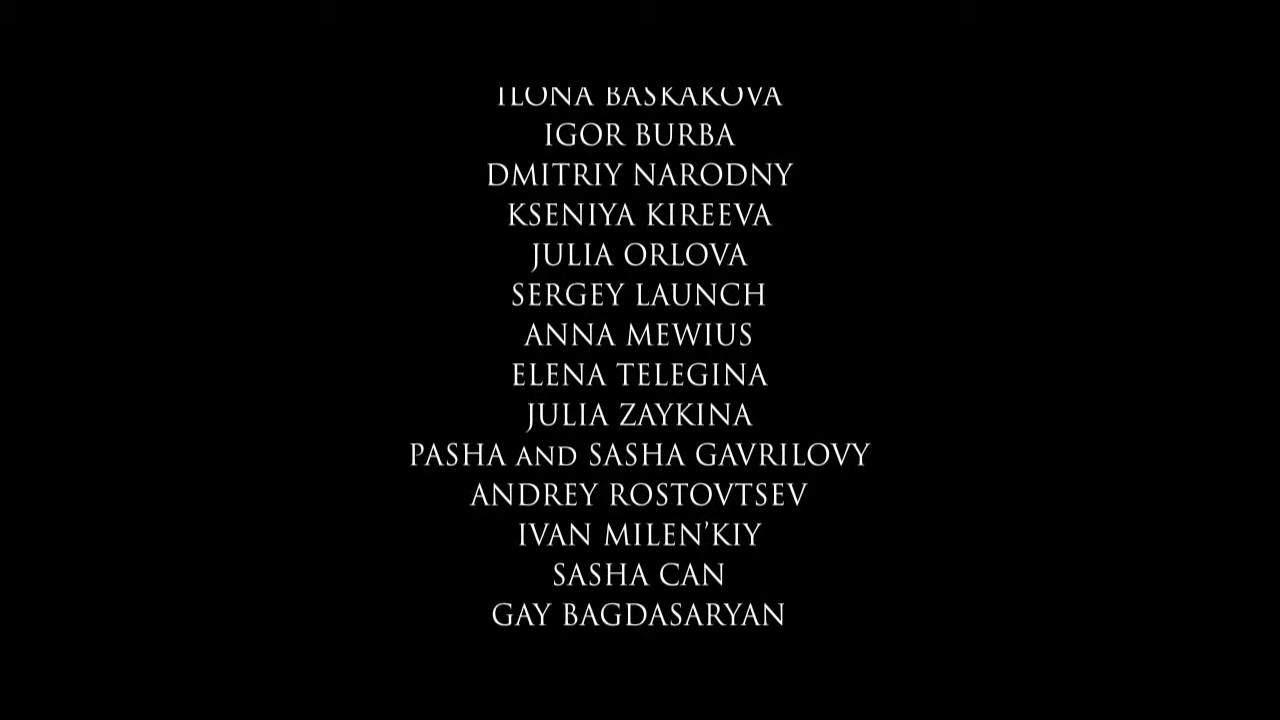 ILONA BASKAKOVA
IGOR BURBA
DMITRIY NARODNY
KSENIYA KIREEVA
JULIA ORLOVA
SERGEY LAUNCH
ANNA MEWIUS
ELENA TELEGINA
JULIA ZAYKINA
PASHA AND SASHA GAVRILOVY
ANDREY ROSTOVTSEV
IVAN MILEN’KIY
SASHA CAN
GAY BAGDASARYAN